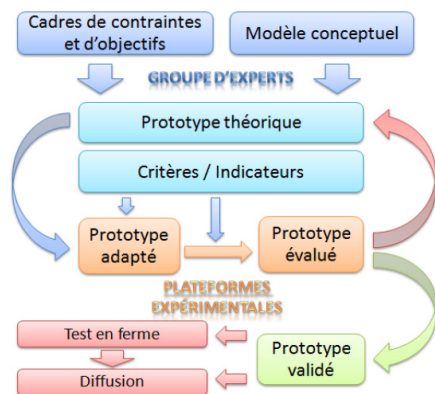 Cadres de contraintes
et d'objectifs
Modèle conceptuel
GROUPE D'EXPERTS
Prototype théorique
Critères / Indicateurs
Prototype
adapté
Prototype
évalué
PLATEFORMES
EXPÉRIMENTALES
Test en ferme
Prototype
validé
Diffusion